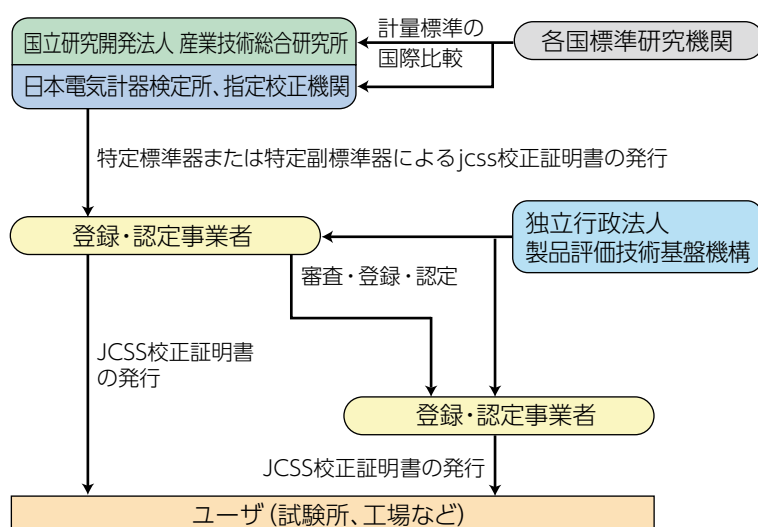 国立研究開発法人 産業技術総合研究所
日本電気計器検定所、指定校正機関
計量標準の
国際比較
各国標準研究機関
特定標準器または特定副標準器によるjcss校正証明書の発行
登録・認定事業者
独立行政法人
製品評価技術基盤機構
審査・登録・認定
JCSS校正証明書
の発行
登録・認定事業者
JCSS校正証明書の発行
ユーザ(試験所、工場など)